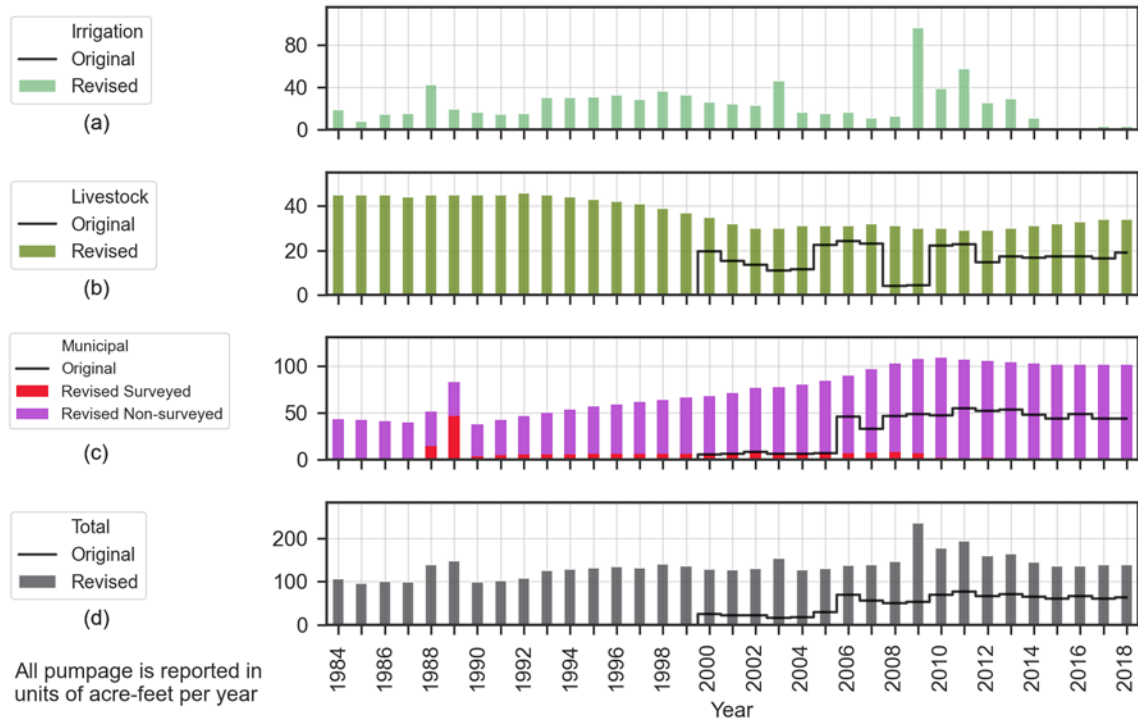 Irrigation
Original
Revised
(a)
80
40
0
Livestock
Original
Revised
(b)
40
20
0
Municipal
Original
Revised Surveyed
Revised Non-surveyed
(c)
100
50
0
Total
Original
Revised
(d)
200
100
0
1984
1986
1988
1990
1992
1994
1996
1998
2000
2002
2004
2006
2008
2010
2012
2014
2016
2018
Year
All pumpage is reported in
units of acre-feet per year